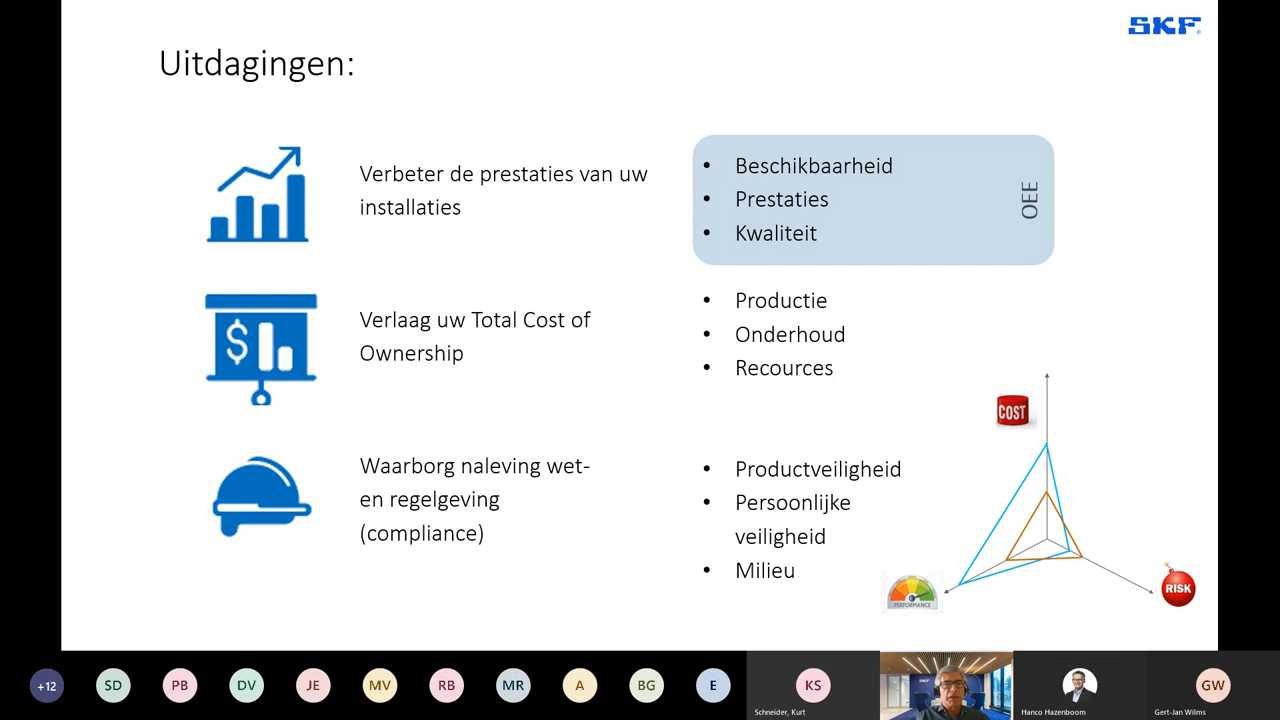 SKF
Uitdagingen:
Verbeter de prestaties van uw
installaties
• Beschikbaarheid
• Prestaties
• Kwaliteit
OEE
Verlaag uw Total Cost of
Ownership
$
• Productie
• Onderhoud
• Recources
Waarborg naleving wet-
en regelgeving
(compliance)
• Productveiligheid
• Persoonlijke
veiligheid
• Milieu
COST
PERFORMANCE
RISK
+12
SD
PB
DV
JE
MV
RB
MR
A
BG
E
KS
Schneider, Kurt
SKF
Hanco Hazenboom
GW
Gert-Jan Wilms